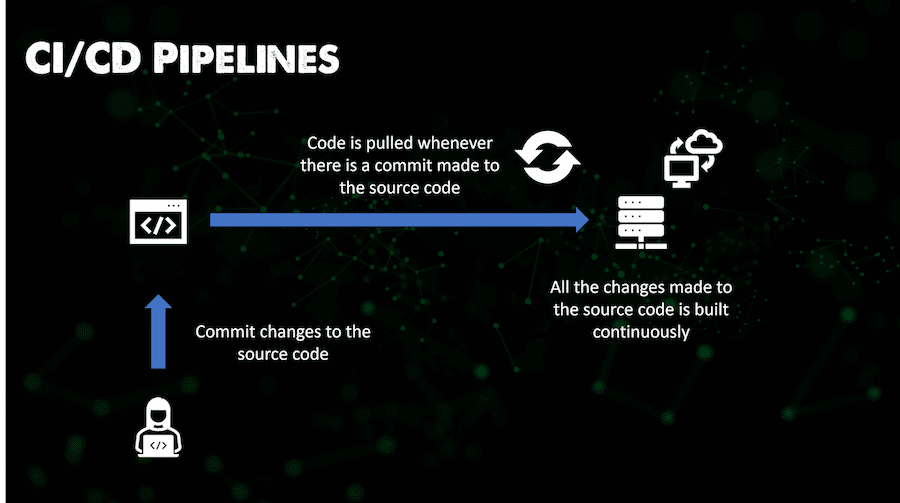 CI/CD PIPELINES
Code is pulled whenever
there is a commit made to
the source code
</>
All the changes made to
the source code is built
continuously
Commit changes to the
source code
</>